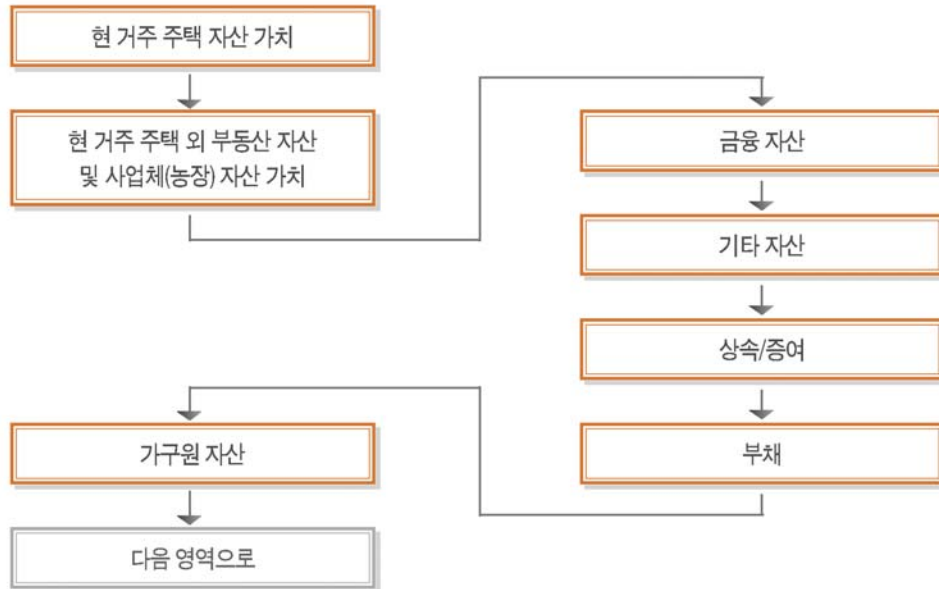 현 거주 주택 자산 가치
현 거주 주택 외 부동산 자산
및 사업체(농장) 자산 가치
금융 자산
기타 자산
상속/증여
부채
가구원 자산
다음 영역으로